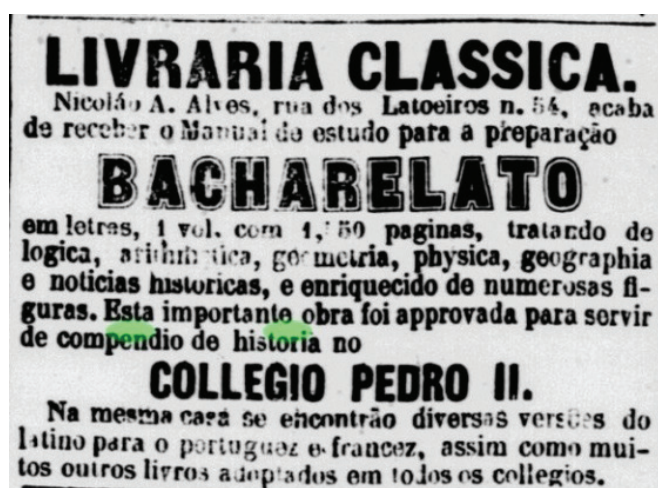 LIVRARIA CLASSICA.
Nicoláo A. Alves, rua dos Latoeiros n. 54, acaba
de receber o Manual de estudo para a preparação
BACHARELATO
em letras, 1 vol. com paginas, tratando de
logica, arithmetica, geometria, physica, geographia
e noticias historicas, e enriquecido de numerosas fi-
guras. Esta importante obra foi approvada para servir
de compendio de historia no
COLLEGIO PEDRO II.
Na mesma casa se encontrão diversas versões do
latino para o portuguez e francez, assim como mui-
tos outros livros adoptados em todos os collegios.